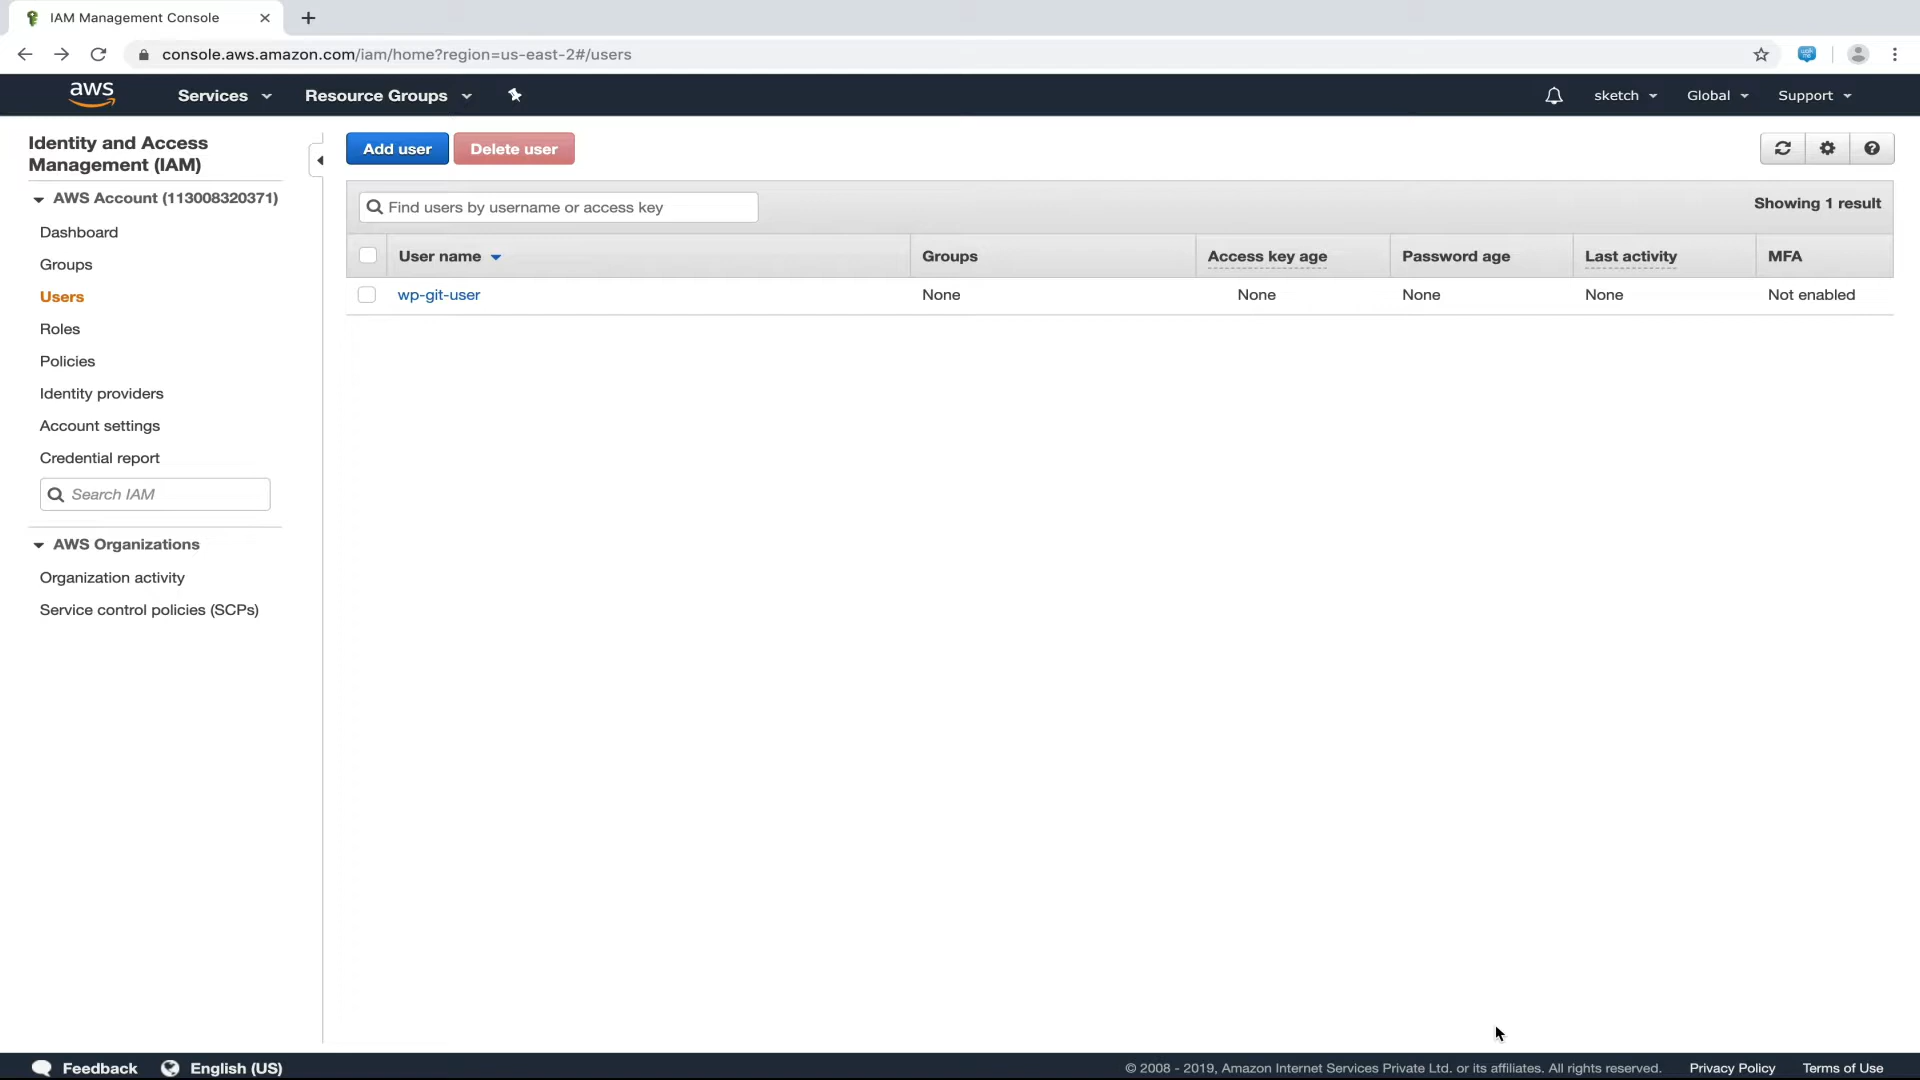 IAM Management Console
console.aws.amazon.com/iam/home?region=us-east-2#/users
aws Services Resource Groups sketch Global Support
Identity and Access
Management (IAM)
AWS Account (113008320371)
Dashboard
Groups
Users
Roles
Policies
Identity providers
Account settings
Credential report
Search IAM
AWS Organizations
Organization activity
Service control policies (SCPs)
Add user Delete user
Find users by username or access key Showing 1 result
User name Groups Access key age Password age Last activity MFA
wp-git-user None None None None Not enabled
Feedback English (US) © 2008 - 2019, Amazon Internet Services Private Ltd. or its affiliates. All rights reserved. Privacy Policy Terms of Use